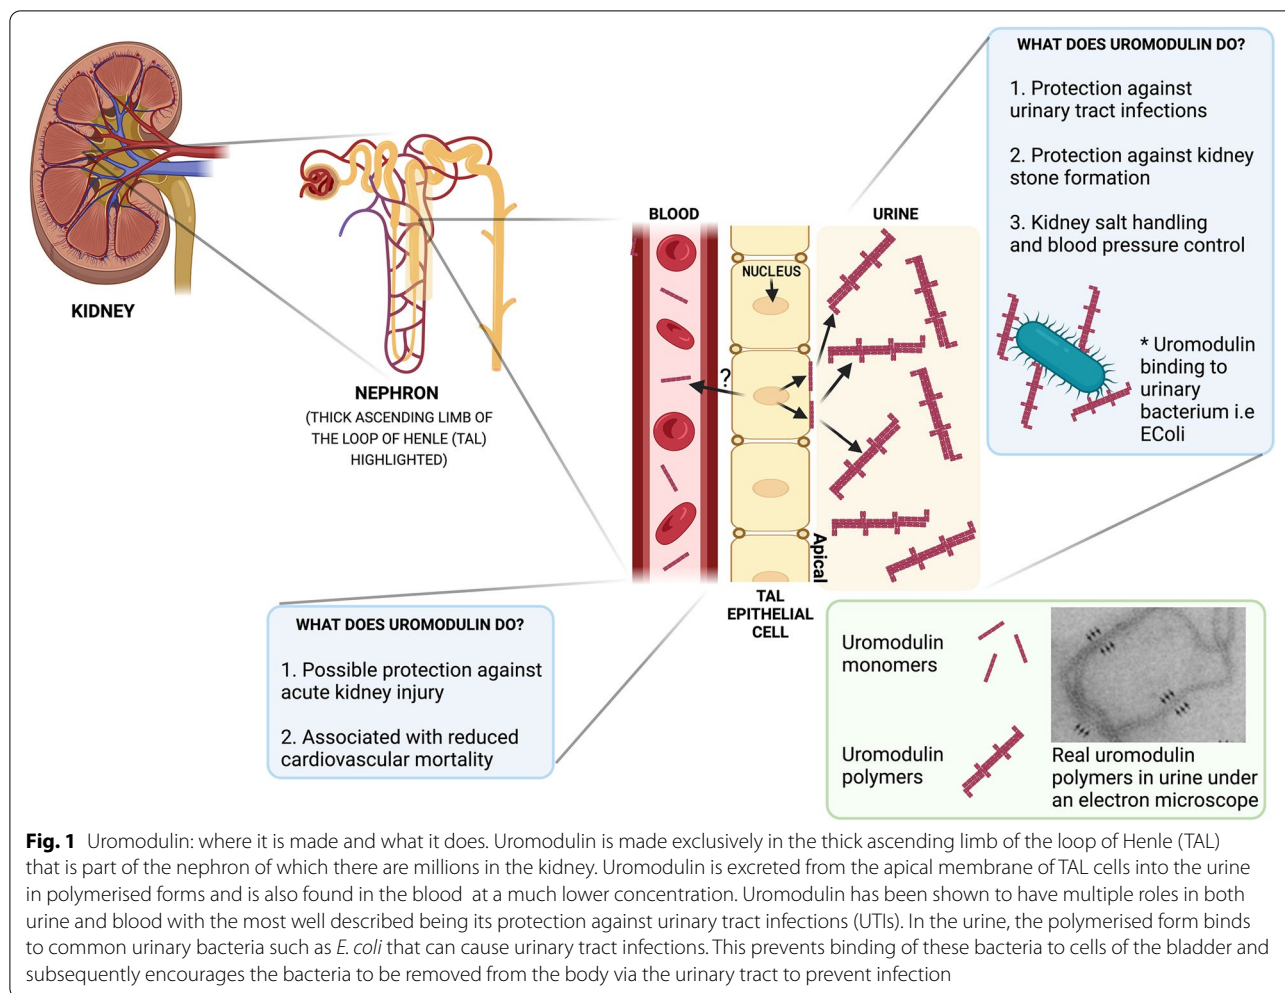 KIDNEY
NEPHRON
(THICK ASCENDING LIMB OF
THE LOOP OF HENLE (TAL)
HIGHLIGHTED)
BLOOD
URINE
NUCLEUS
?
Apical
TAL
EPITHELIAL
CELL
WHAT DOES UROMODULIN DO?
1. Protection against
urinary tract infections
2. Protection against kidney
stone formation
3. Kidney salt handling
and blood pressure control
* Uromodulin
binding to
urinary
bacterium i.e
EColi
WHAT DOES UROMODULIN DO?
1. Possible protection against
acute kidney injury
2. Associated with reduced
cardiovascular mortality
Uromodulin
monomers
Uromodulin
polymers
Real uromodulin
polymers in urine under
an electron microscope
Fig. 1 Uromodulin: where it is made and what it does. Uromodulin is made exclusively in the thick ascending limb of the loop of Henle (TAL)
that is part of the nephron of which there are millions in the kidney. Uromodulin is excreted from the apical membrane of TAL cells into the urine
in polymerised forms and is also found in the blood at a much lower concentration. Uromodulin has been shown to have multiple roles in both
urine and blood with the most well described being its protection against urinary tract infections (UTIs). In the urine, the polymerised form binds
to common urinary bacteria such as E. coli that can cause urinary tract infections. This prevents binding of these bacteria to cells of the bladder and
subsequently encourages the bacteria to be removed from the body via the urinary tract to prevent infection